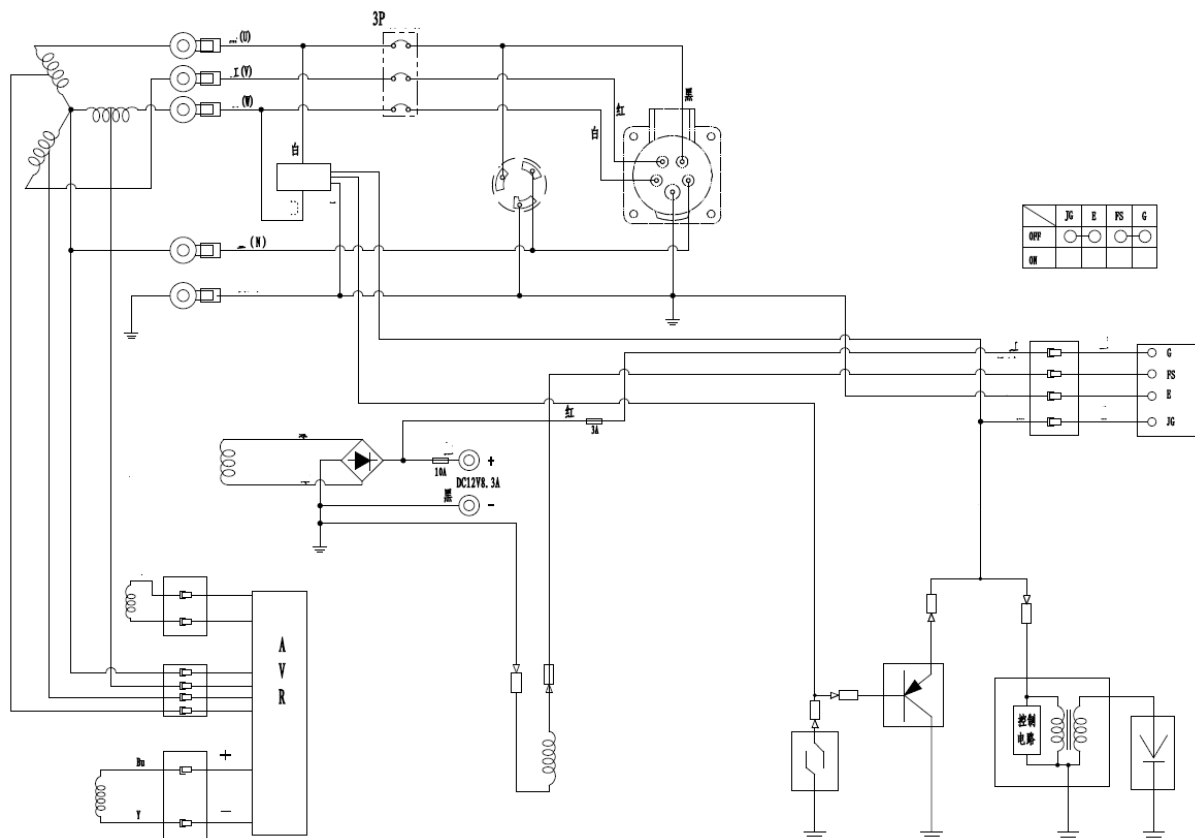 3P
(U)
(V)
(W)
白
红
黑
白
(N)
JG E FS G
OFF
ON
G
FS
E
JG
红
3A
10A
+
DC12V8.3A
黑
-
A
V
R
+
Bu
Y
-
控制
电路